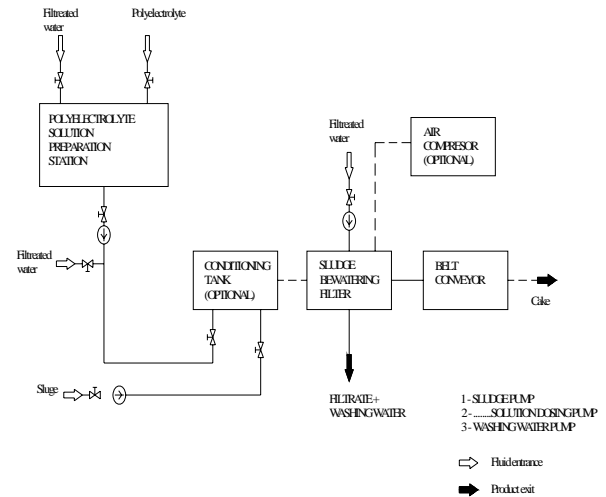 Filtreated
water
Polyelectrolyte
POLYELECTROLYTE
SOLUTION
PREPARATION
STATION
Filtreated
water
AIR
COMPRESOR
(OPTIONAL)
Filtreated
water
CONDITIONING
TANK
(OPTIONAL)
SLUDGE
BEWATERING
FILTER
BELT
CONVEYOR
Cake
Sluge
FILTRATE +
WASHING WATER
1 - SLUDGE PUMP
2 - ........SOLUTION DOSING PUMP
3 - WASHING WATER PUMP
Fluid entrance
Product exit